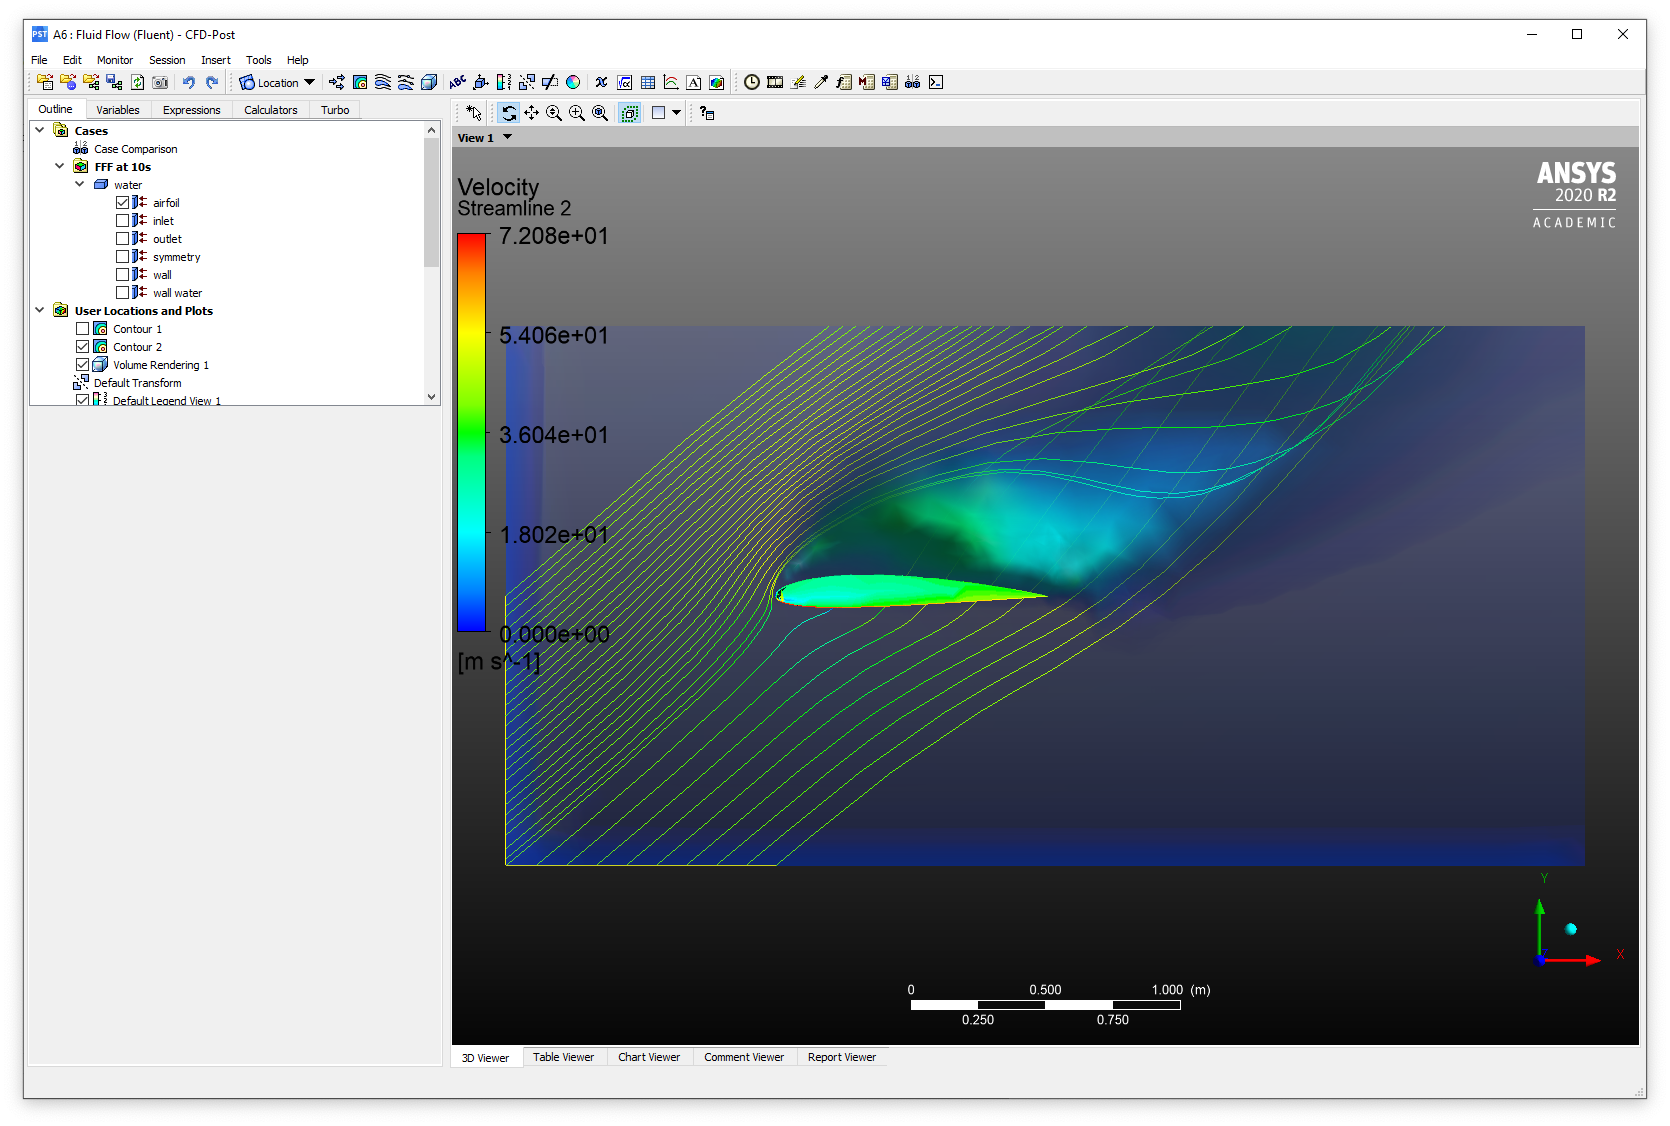 PST A6 : Fluid Flow (Fluent) - CFD-Post
File Edit Monitor Session Insert Tools Help
Location
Outline Variables Expressions Calculators Turbo
Cases
Case Comparison
FFF at 10s
water
airfoil
inlet
outlet
symmetry
wall
wall water
User Locations and Plots
Contour 1
Contour 2
Volume Rendering 1
Default Transform
Default Legend View 1
View 1
Velocity
Streamline 2
7.208e+01
5.406e+01
3.604e+01
1.802e+01
0.000e+00
[m s^-1]
ANSYS
2020 R2
ACADEMIC
Y
X
0 0.500 1.000 (m)
0.250 0.750
3D Viewer Table Viewer Chart Viewer Comment Viewer Report Viewer